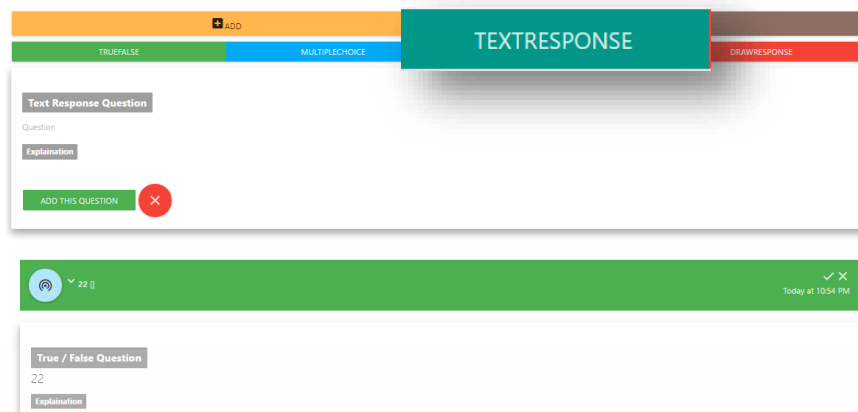 ADD
TRUEFALSE
MULTIPLECHOICE
TEXTRESPONSE
DRAWRESPONSE
Text Response Question
Question
Explaination
ADD THIS QUESTION
22 []
Today at 10:54 PM
True / False Question
22
Explaination